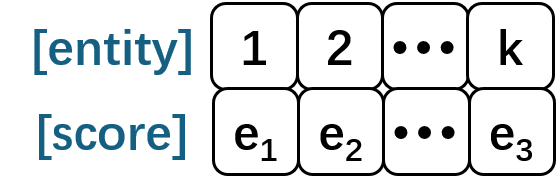 [entity] 1 2 ••• k
[score] e₁ e₂ ••• e₃